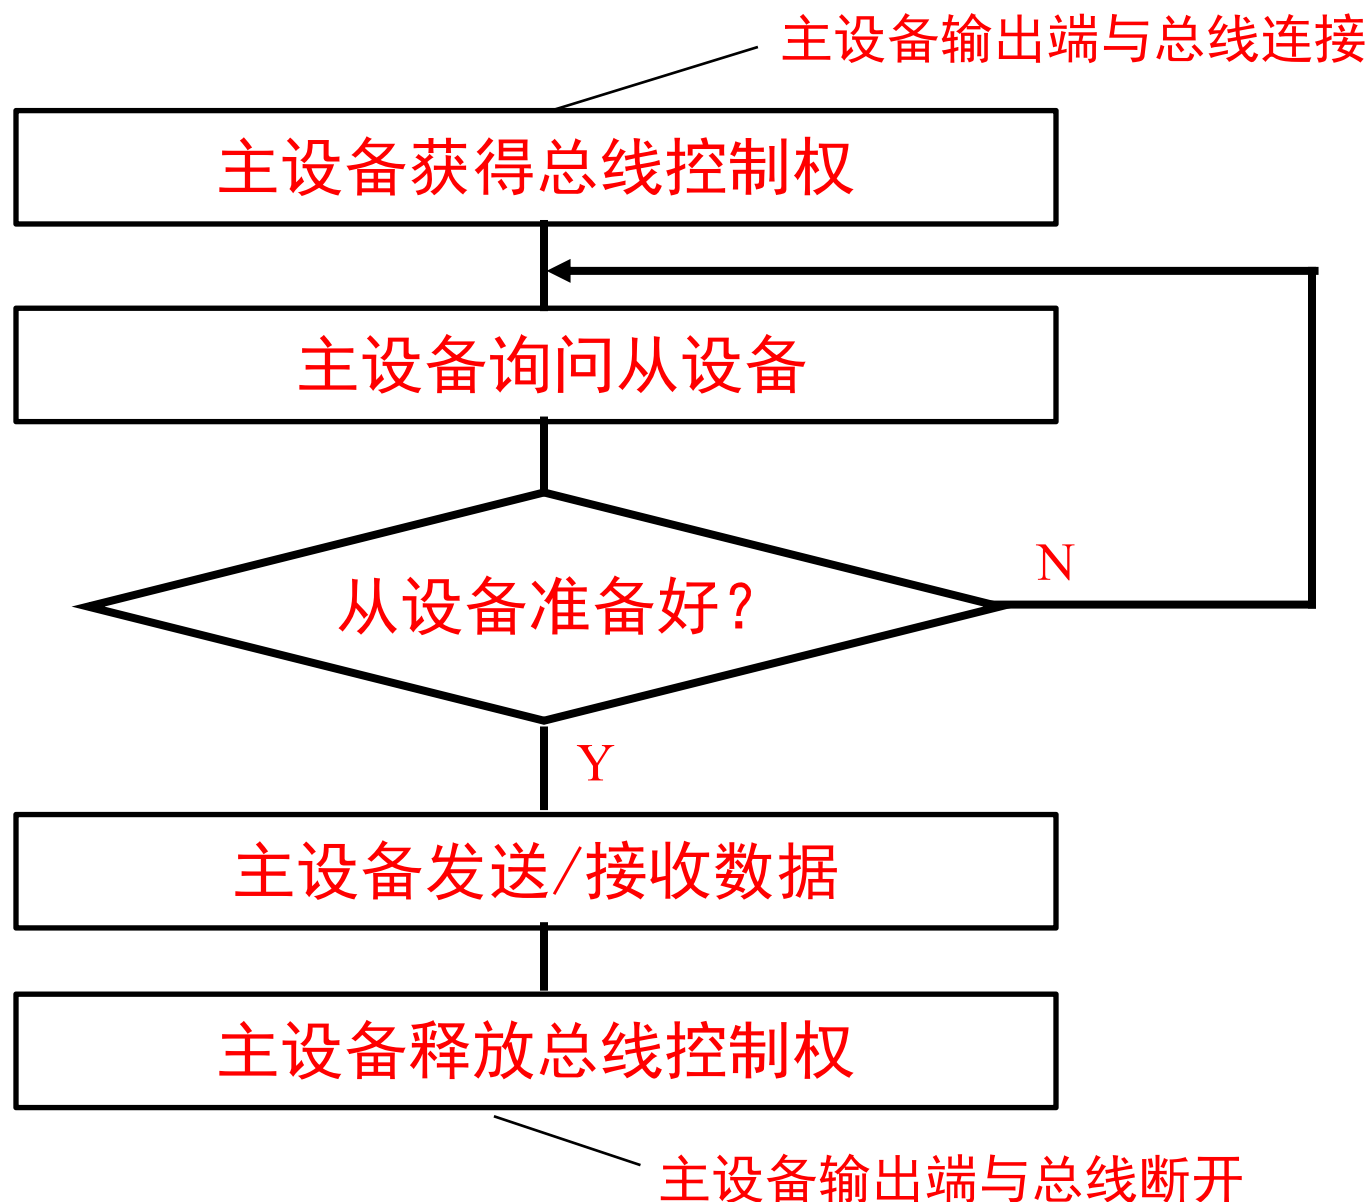 主设备输出端与总线连接
主设备获得总线控制权
主设备询问从设备
从设备准备好?
N
Y
主设备发送/接收数据
主设备释放总线控制权
主设备输出端与总线断开